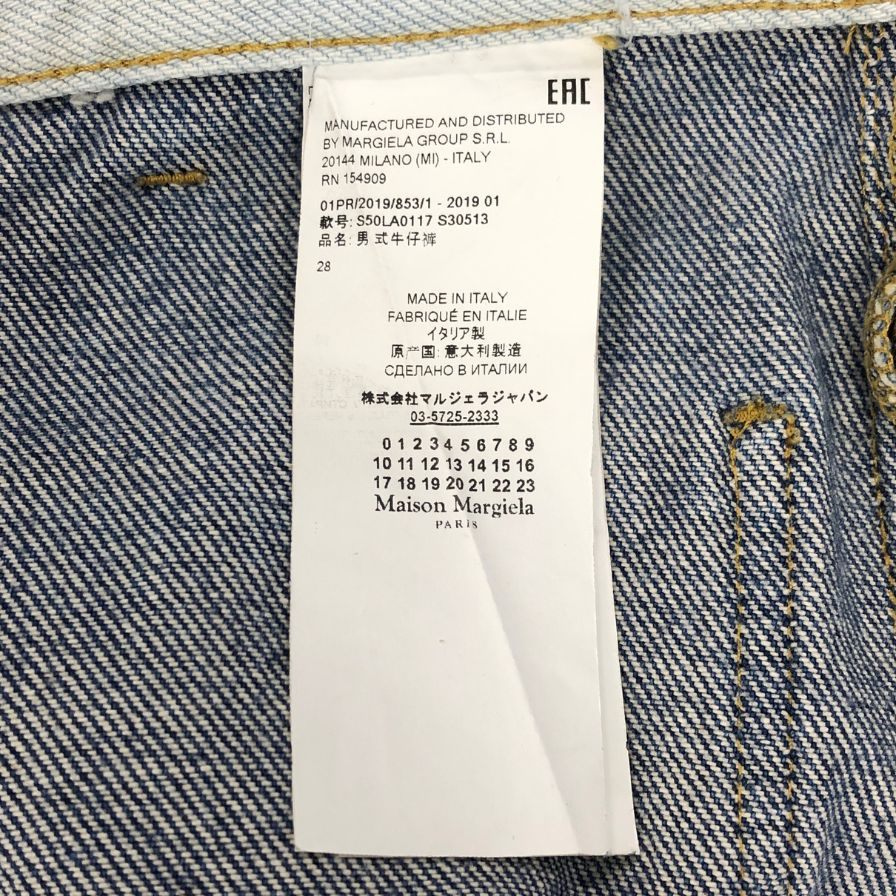 EAC
MANUFACTURED AND DISTRIBUTED
BY MARGIELA GROUP S.R.L.
20144 MILANO (MI) - ITALY
RN 154909
01PR/2019/853/1 - 2019 01
款号: S50LA0117 S30513
品名: 男式牛仔裤
28
MADE IN ITALY
FABRIQUÉ EN ITALIE
イタリア製
原产国: 意大利製造
СДЕЛАНО В ИТАЛИИ
株式会社マルジェラジャパン
03-5725-2333
0 1 2 3 4 5 6 7 8 9
10 11 12 13 14 15 16
17 18 19 20 21 22 23
Maison Margiela
PARIS